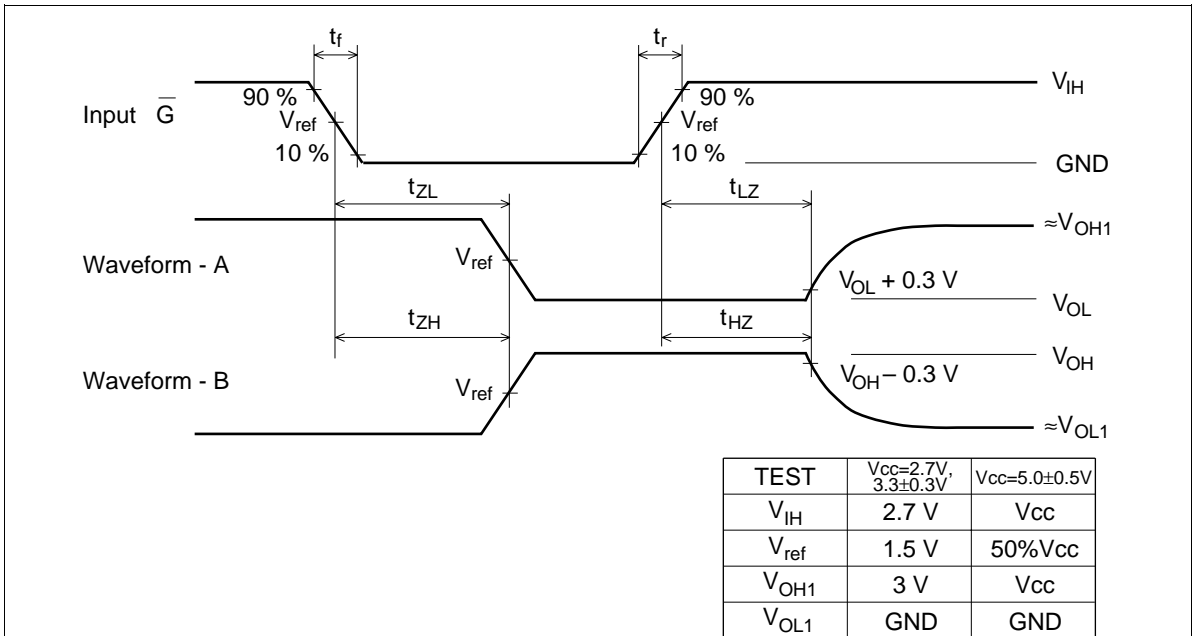 tf
tr
Input G̅
90 %
Vref
10 %
90 %
Vref
10 %
VIH
GND
tZL
tLZ
Waveform - A
Vref
≈VOH1
VOL + 0.3 V
VOL
tZH
tHZ
Waveform - B
Vref
VOH
VOH – 0.3 V
≈VOL1
TEST Vcc=2.7V, 3.3±0.3V Vcc=5.0±0.5V
VIH 2.7 V Vcc
Vref 1.5 V 50%Vcc
VOH1 3 V Vcc
VOL1 GND GND